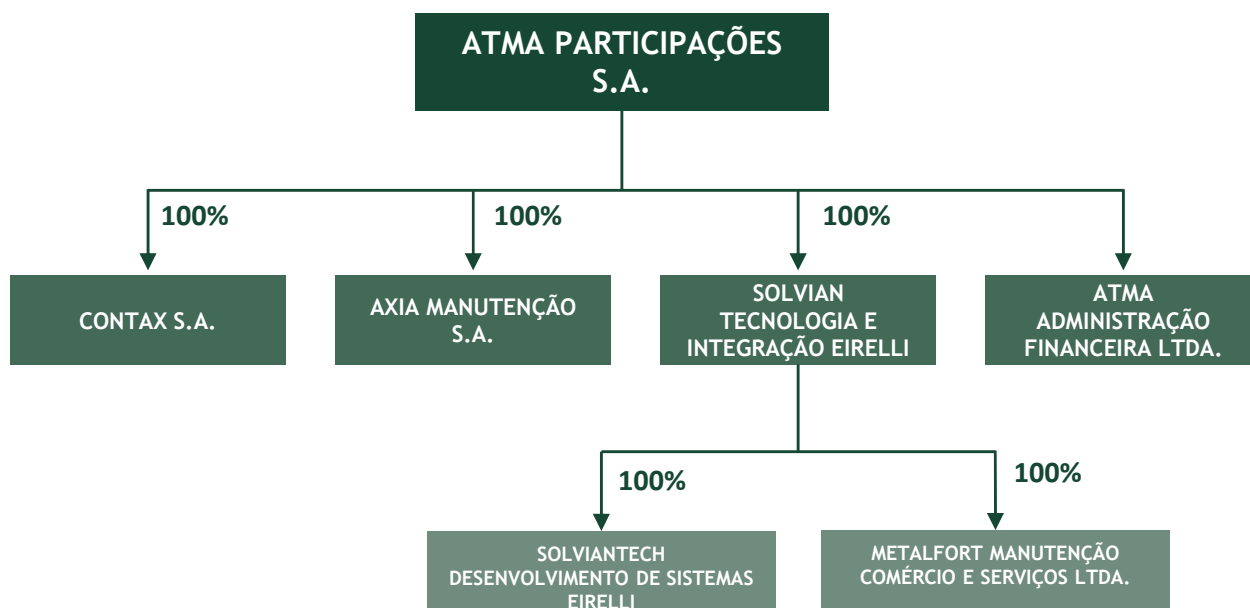 ATMA PARTICIPAÇÕES
S.A.
100%
100%
100%
CONTAX S.A.
AXIA MANUTENÇÃO
S.A.
SOLVIAN
TECNOLOGIA E
INTEGRAÇÃO EIRELLI
ATMA
ADMINISTRAÇÃO
FINANCEIRA LTDA.
100%
100%
SOLVIANTECH
DESENVOLVIMENTO DE SISTEMAS
EIRELLI
METALFORT MANUTENÇÃO
COMÉRCIO E SERVIÇOS LTDA.